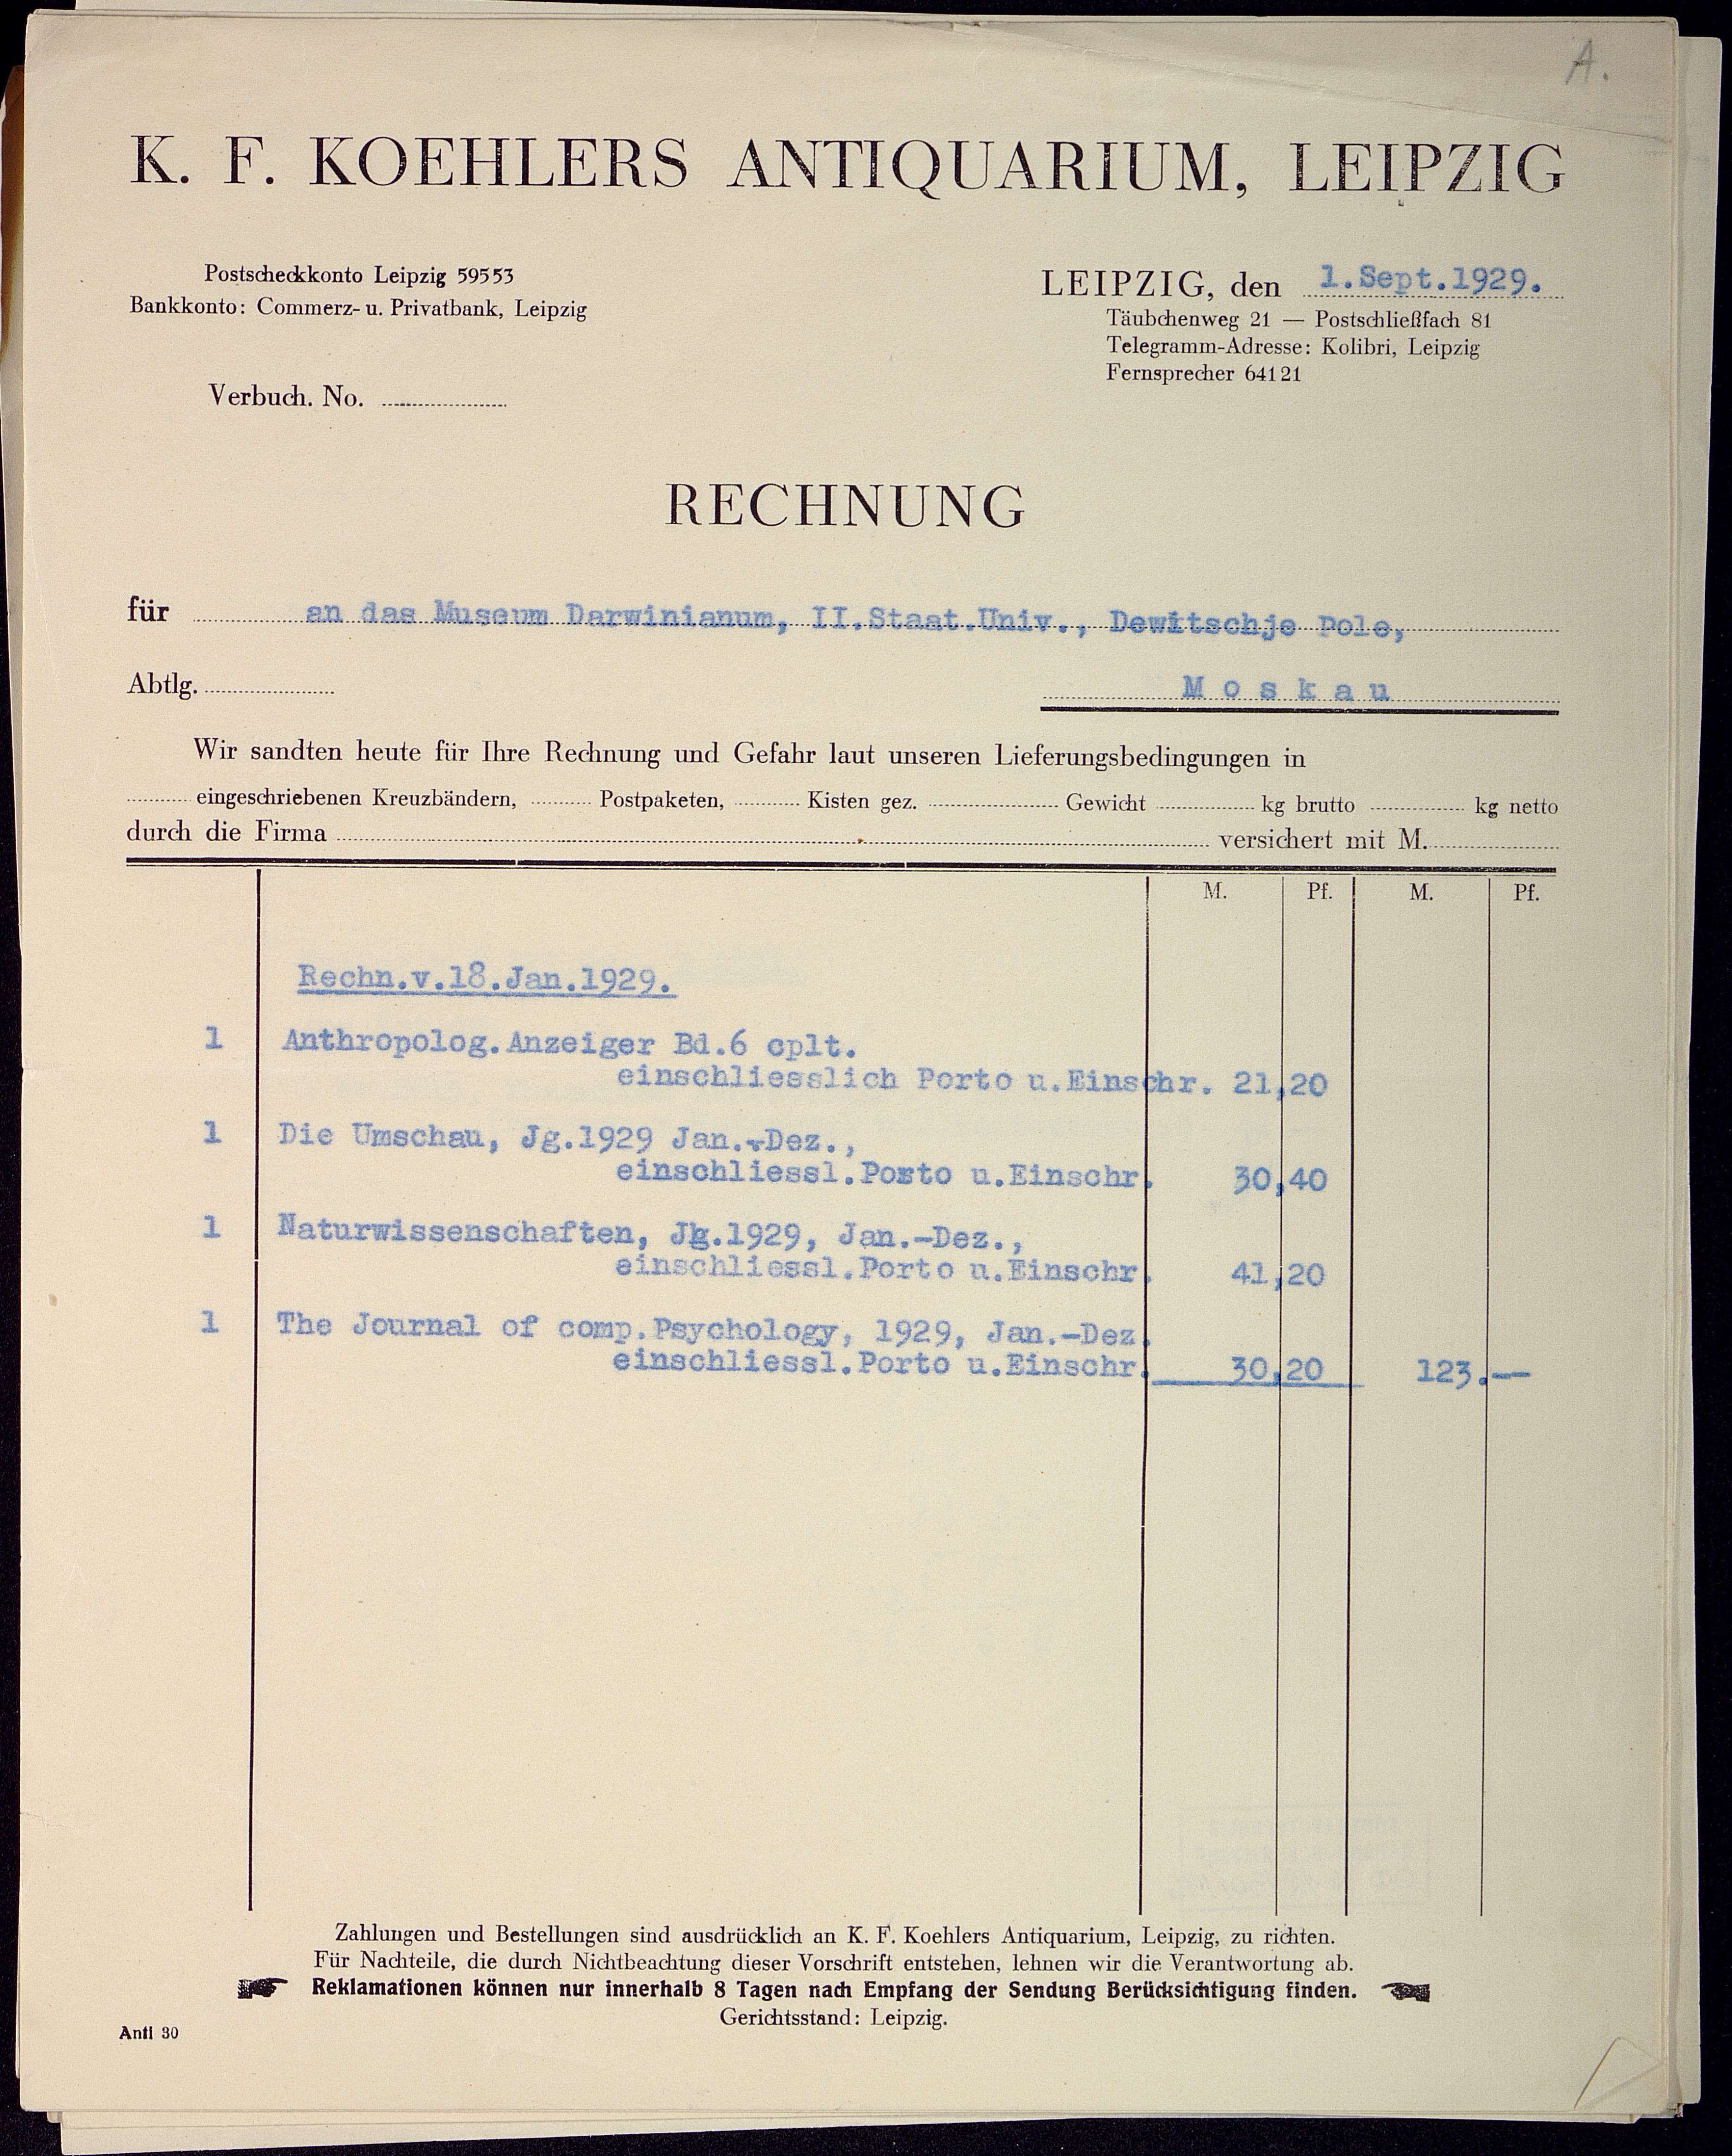 A.
K. F. KOEHLERS ANTIQUARIUM, LEIPZIG
Postscheckkonto Leipzig 59553
Bankkonto: Commerz- u. Privatbank, Leipzig
Verbuch. No.
LEIPZIG, den 1.Sept.1929.
Täubchenweg 21 — Postschließfach 81
Telegramm-Adresse: Kolibri, Leipzig
Fernsprecher 64121
RECHNUNG
für an das Museum Darwinianum, II.Staat.Univ., Dewitschje Pole,
Abtlg. Moskau
Wir sandten heute für Ihre Rechnung und Gefahr laut unseren Lieferungsbedingungen in
eingeschriebenen Kreuzbändern, Postpaketen, Kisten gez. Gewicht kg brutto kg netto
durch die Firma versichert mit M.
M. Pf. M. Pf.
Rechn.v.18.Jan.1929.
1 Anthropolog.Anzeiger Bd.6 cplt.
einschliesslich Porto u.Einschr. 21,20
1 Die Umschau, Jg.1929 Jan.-Dez.,
einschliessl.Porto u.Einschr. 30,40
1 Naturwissenschaften, Jg.1929, Jan.-Dez.,
einschliessl.Porto u.Einschr. 41,20
1 The Journal of comp.Psychology, 1929, Jan.-Dez.
einschliessl.Porto u.Einschr. 30,20 123.—
Zahlungen und Bestellungen sind ausdrücklich an K. F. Koehlers Antiquarium, Leipzig, zu richten.
Für Nachteile, die durch Nichtbeachtung dieser Vorschrift entstehen, lehnen wir die Verantwortung ab.
Reklamationen können nur innerhalb 8 Tagen nach Empfang der Sendung Berücksichtigung finden.
Gerichtsstand: Leipzig.
Anti 30